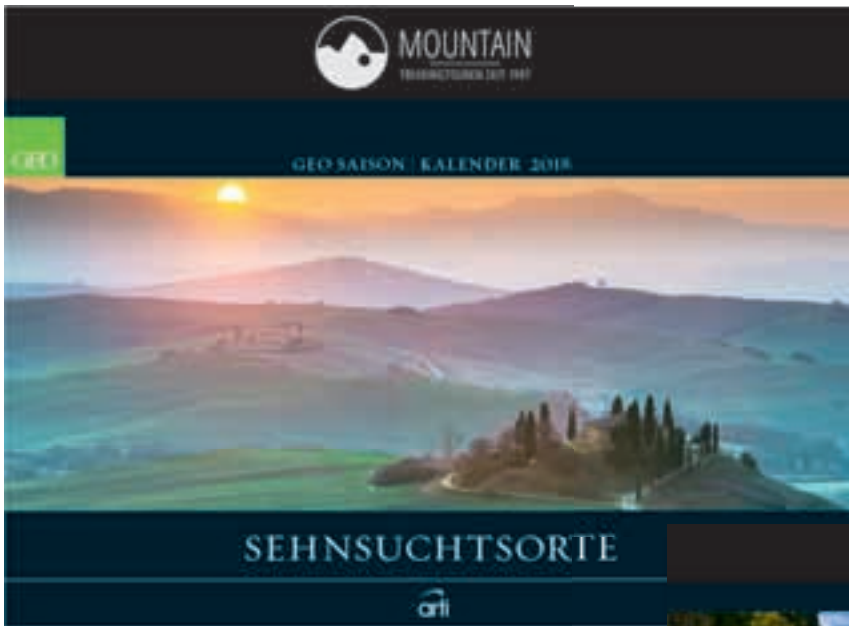 MOUNTAIN
TREKKINGTOUREN SEIT 1997
GEO
GEO SAISON | KALENDER 2018
SEHNSUCHTSORTE
arti